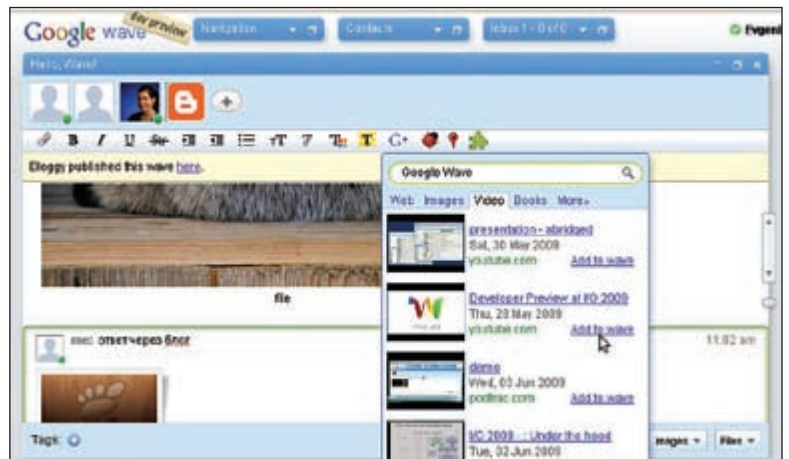 Google wave
dev preview
Navigation
Contacts
Inbox 1 - 0 of 0
Evgeni
Hello, Wave!
B I U
Bloggy published this wave here.
file
me: ответ через блог
11:02 am
Tags:
Images
Files
Google Wave
Web Images Video Books More»
presentation - abridged
Sat, 30 May 2009
youtube.com Add to wave
Developer Preview at I/O 2009
Thu, 28 May 2009
youtube.com Add to wave
demo
Wed, 03 Jun 2009
podtrac.com Add to wave
I/O 2009 - : Under the hood
Tue, 02 Jun 2009